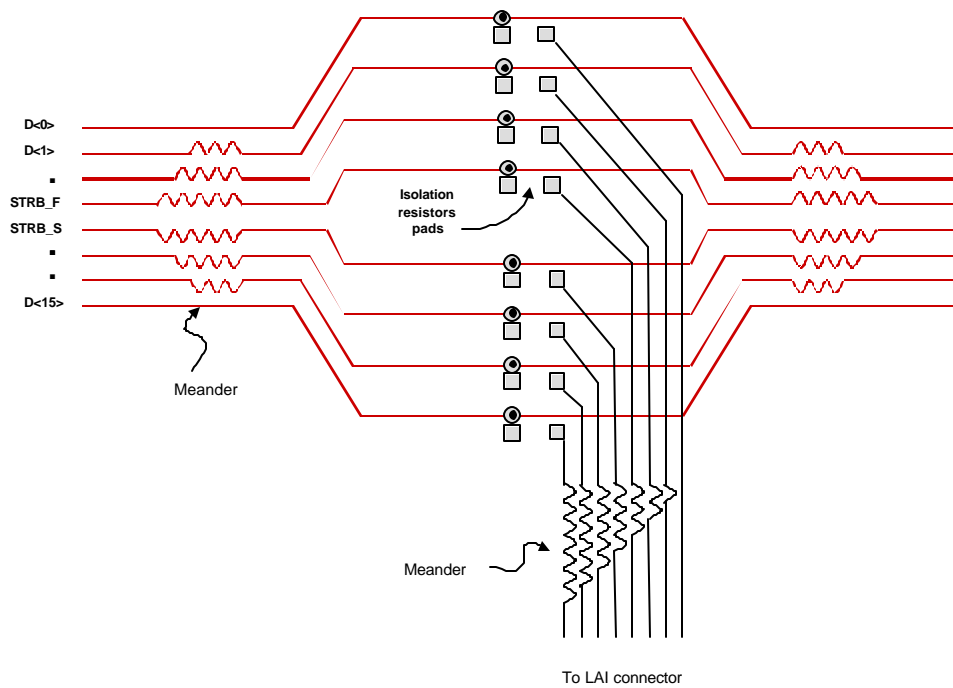 D<0>
D<1>
▪
STRB_F
STRB_S
▪
▪
D<15>
Isolation
resistors
pads
Meander
Meander
To LAI connector